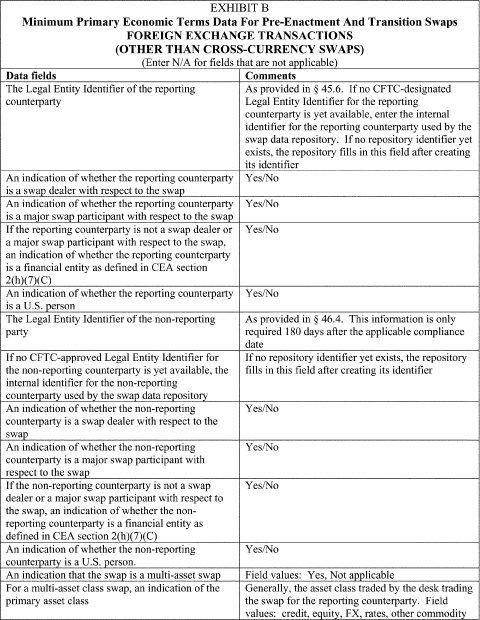 EXHIBIT B
Minimum Primary Economic Terms Data For Pre-Enactment And Transition Swaps
FOREIGN EXCHANGE TRANSACTIONS
(OTHER THAN CROSS-CURRENCY SWAPS)
(Enter N/A for fields that are not applicable)
Data fields
Comments
The Legal Entity Identifier of the reporting
counterparty
As provided in § 45.6. If no CFTC-designated
Legal Entity Identifier for the reporting
counterparty is yet available, enter the internal
identifier for the reporting counterparty used by the
swap data repository. If no repository identifier yet
exists, the repository fills in this field after creating
its identifier
An indication of whether the reporting counterparty
is a swap dealer with respect to the swap
Yes/No
An indication of whether the reporting counterparty
is a major swap participant with respect to the swap
Yes/No
If the reporting counterparty is not a swap dealer or
a major swap participant with respect to the swap,
an indication of whether the reporting counterparty
is a financial entity as defined in CEA section
2(h)(7)(C)
Yes/No
An indication of whether the reporting counterparty
is a U.S. person
Yes/No
The Legal Entity Identifier of the non-reporting
party
As provided in § 46.4. This information is only
required 180 days after the applicable compliance
date
If no CFTC-approved Legal Entity Identifier for
the non-reporting counterparty is yet available, the
internal identifier for the non-reporting
counterparty used by the swap data repository
If no repository identifier yet exists, the repository
fills in this field after creating its identifier
An indication of whether the non-reporting
counterparty is a swap dealer with respect to the
swap
Yes/No
An indication of whether the non-reporting
counterparty is a major swap participant with
respect to the swap
Yes/No
If the non-reporting counterparty is not a swap
dealer or a major swap participant with respect to
the swap, an indication of whether the non-
reporting counterparty is a financial entity as
defined in CEA section 2(h)(7)(C)
Yes/No
An indication of whether the non-reporting
counterparty is a U.S. person.
Yes/No
An indication that the swap is a multi-asset swap
Field values: Yes, Not applicable
For a multi-asset class swap, an indication of the
primary asset class
Generally, the asset class traded by the desk trading
the swap for the reporting counterparty. Field
values: credit, equity, FX, rates, other commodity